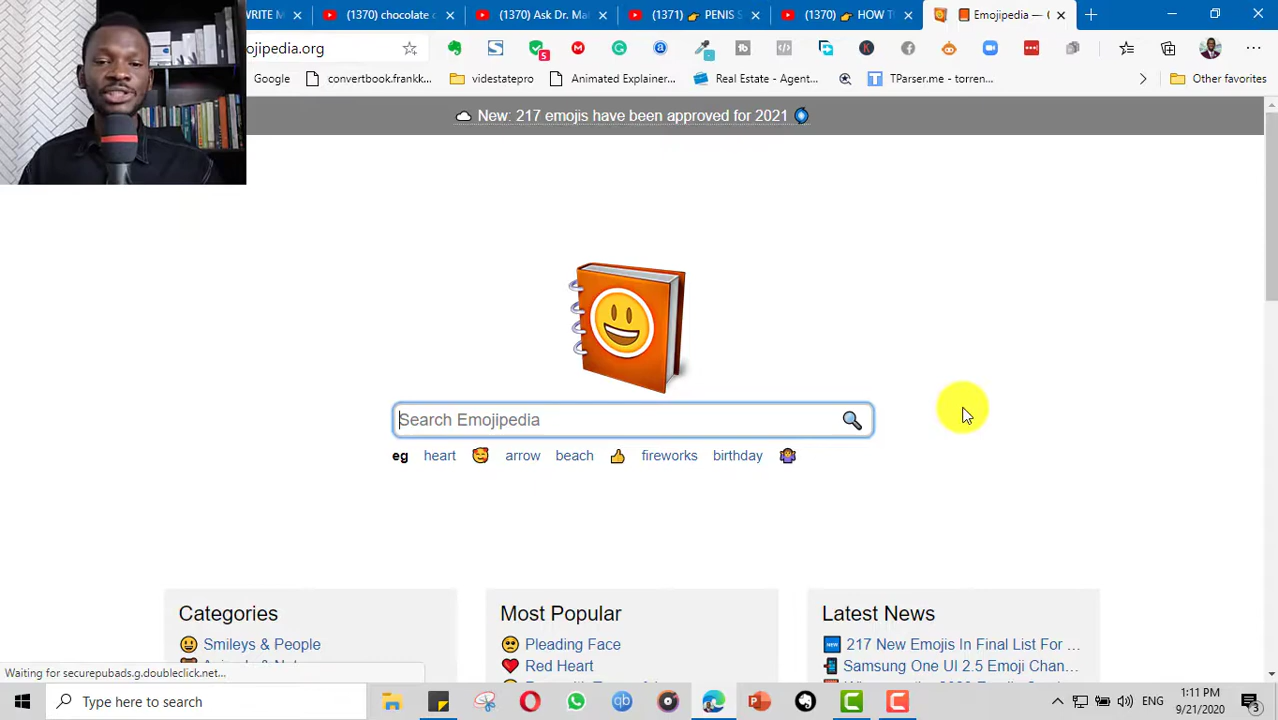 WRITE M
(1370) chocolate c
(1370) Ask Dr. Ma
(1371) 👉 PENIS S
(1370) 👉 HOW T
Emojipedia —
ojipedia.org
5
Google
convertbook.frankk...
videstatepro
Animated Explainer...
Real Estate - Agent...
TParser.me - torren...
Other favorites
New: 217 emojis have been approved for 2021
Search Emojipedia
eg heart arrow beach fireworks birthday
Categories
Smileys & People
Most Popular
Pleading Face
Red Heart
Latest News
217 New Emojis In Final List For ...
Samsung One UI 2.5 Emoji Chan...
Waiting for securepubads.g.doubleclick.net...
Type here to search
qb
ENG
1:11 PM
9/21/2020
3